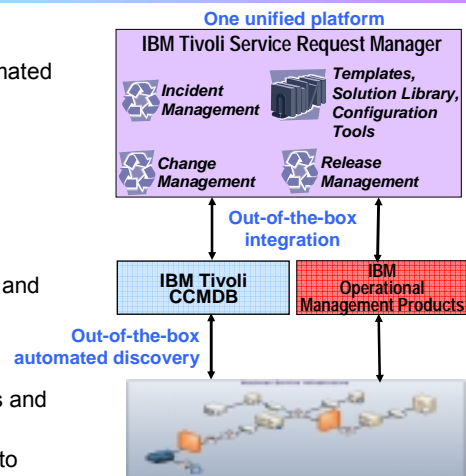 One unified platform
IBM Tivoli Service Request Manager
mated
Incident
Management
Templates,
Solution Library,
Configuration
Tools
Change
Management
Release
Management
Out-of-the-box
integration
and
IBM Tivoli
CCMDB
IBM
Operational
Management Products
Out-of-the-box
automated discovery
s and
to